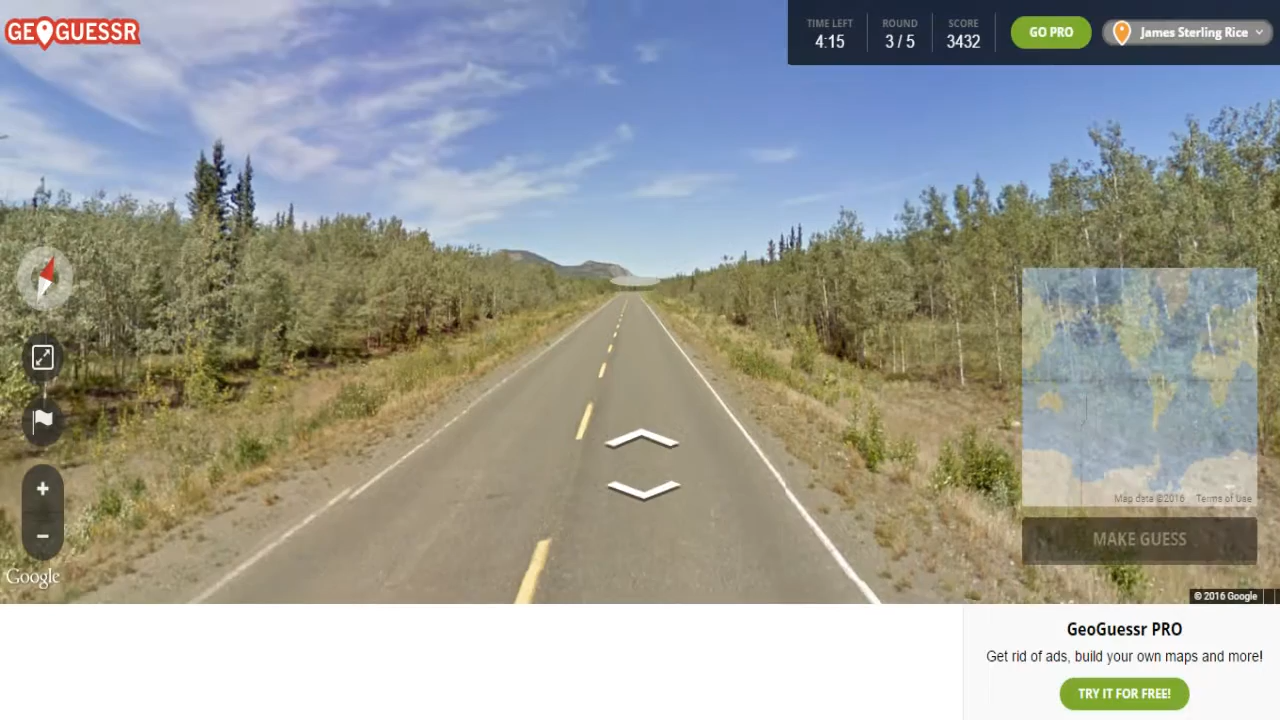 GEOGUESSR
TIME LEFT
4:15
ROUND
3 / 5
SCORE
3432
GO PRO
James Sterling Rice
Map data ©2016 Terms of Use
MAKE GUESS
Google
© 2016 Google
GeoGuessr PRO
Get rid of ads, build your own maps and more!
TRY IT FOR FREE!